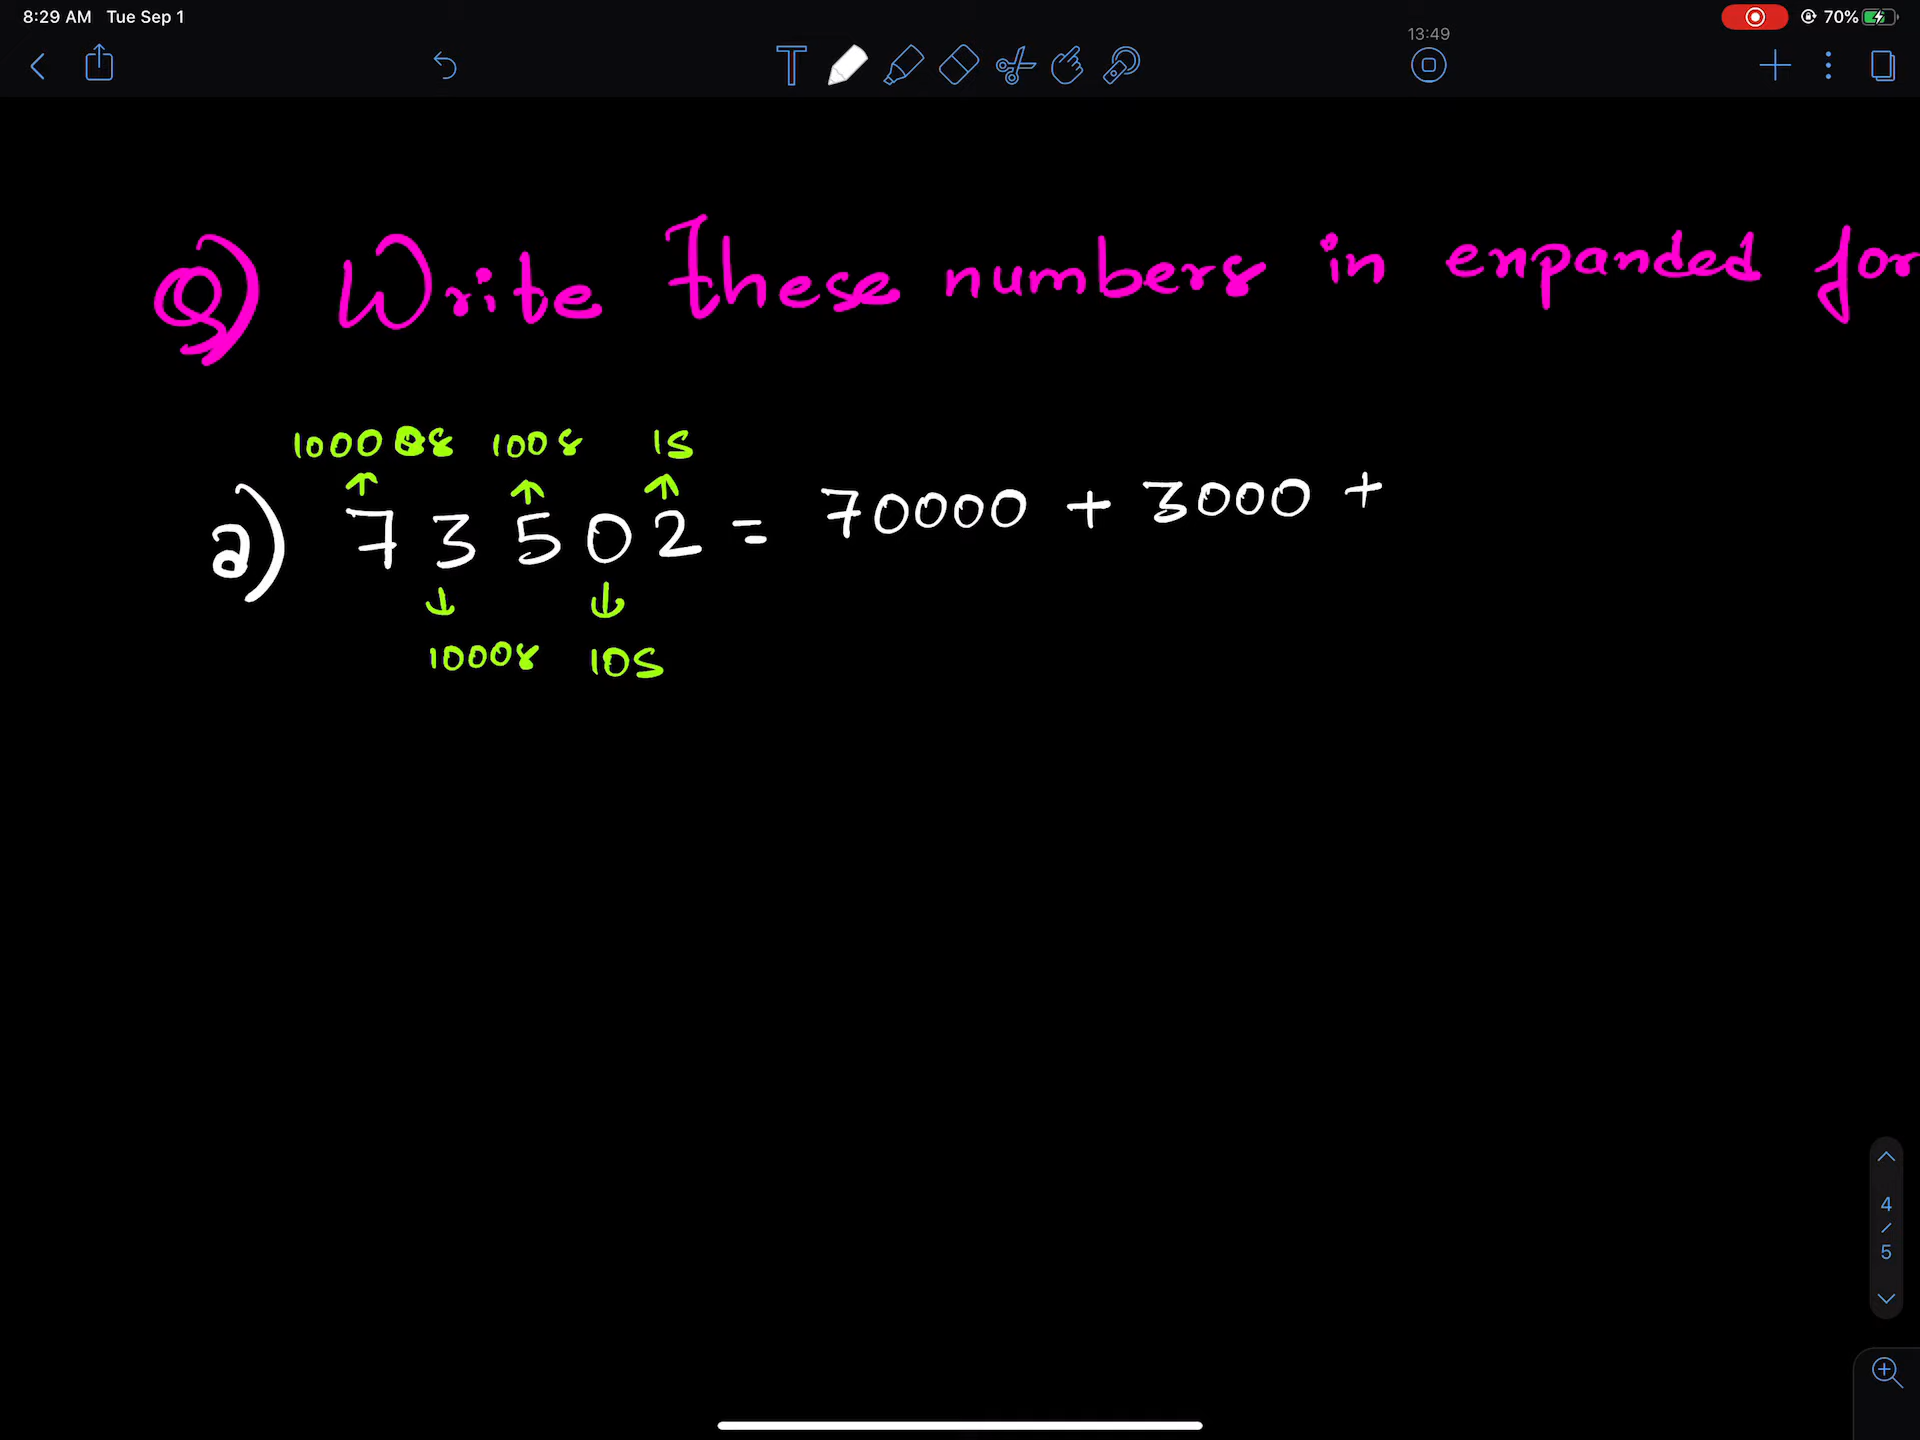 8:29 AM Tue Sep 1
70%
13:49
Q) Write These numbers in expanded for
10000s 100s 1s
a) 73502 = 70000 + 3000 +
1000s 10s
4
/
5